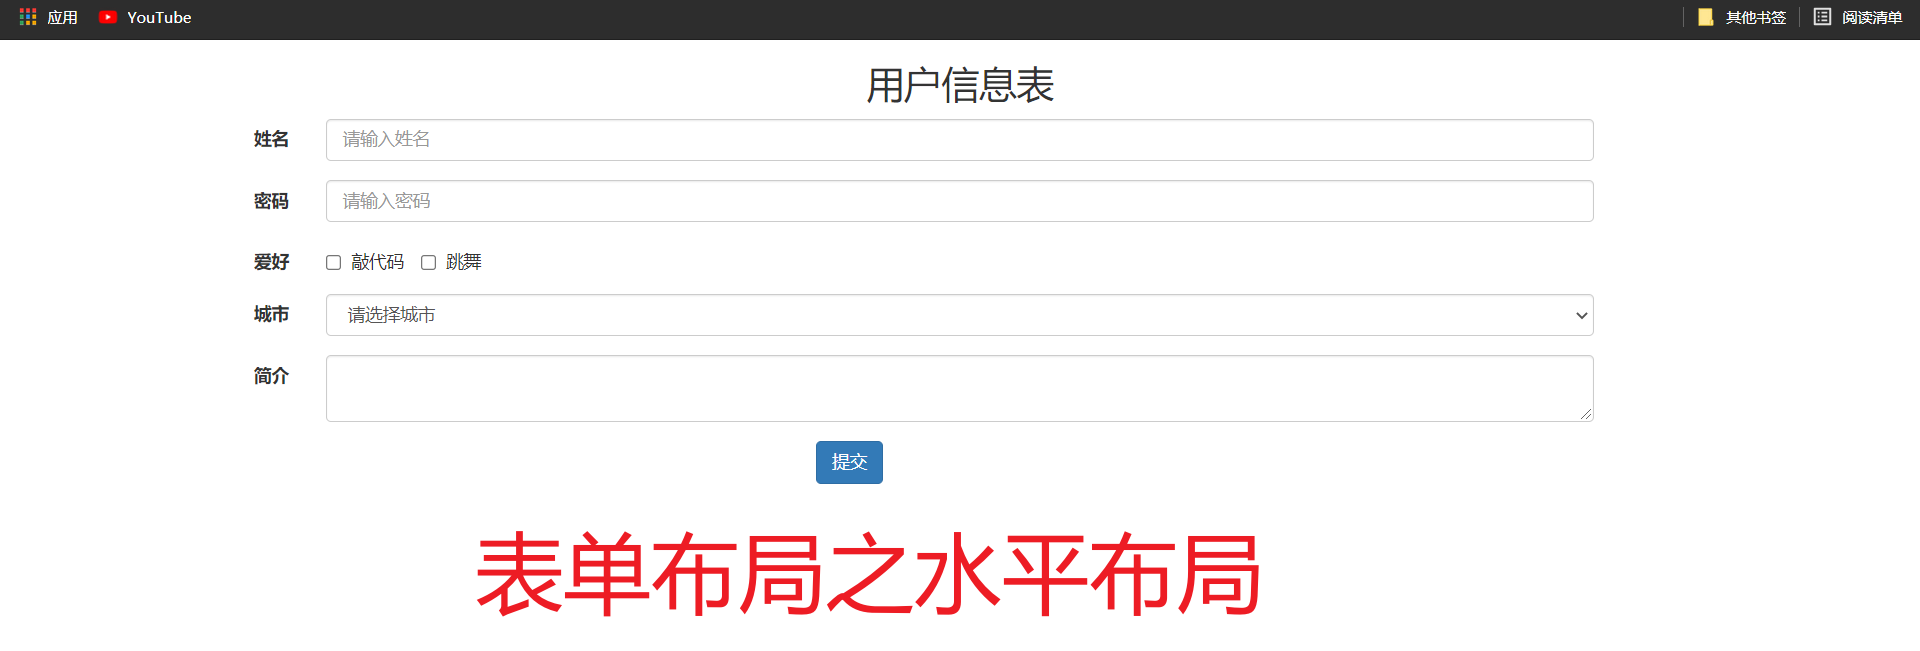 应用 YouTube 其他书签 阅读清单
用户信息表
姓名 请输入姓名
密码 请输入密码
爱好 敲代码 跳舞
城市 请选择城市
简介
提交
表单布局之水平布局